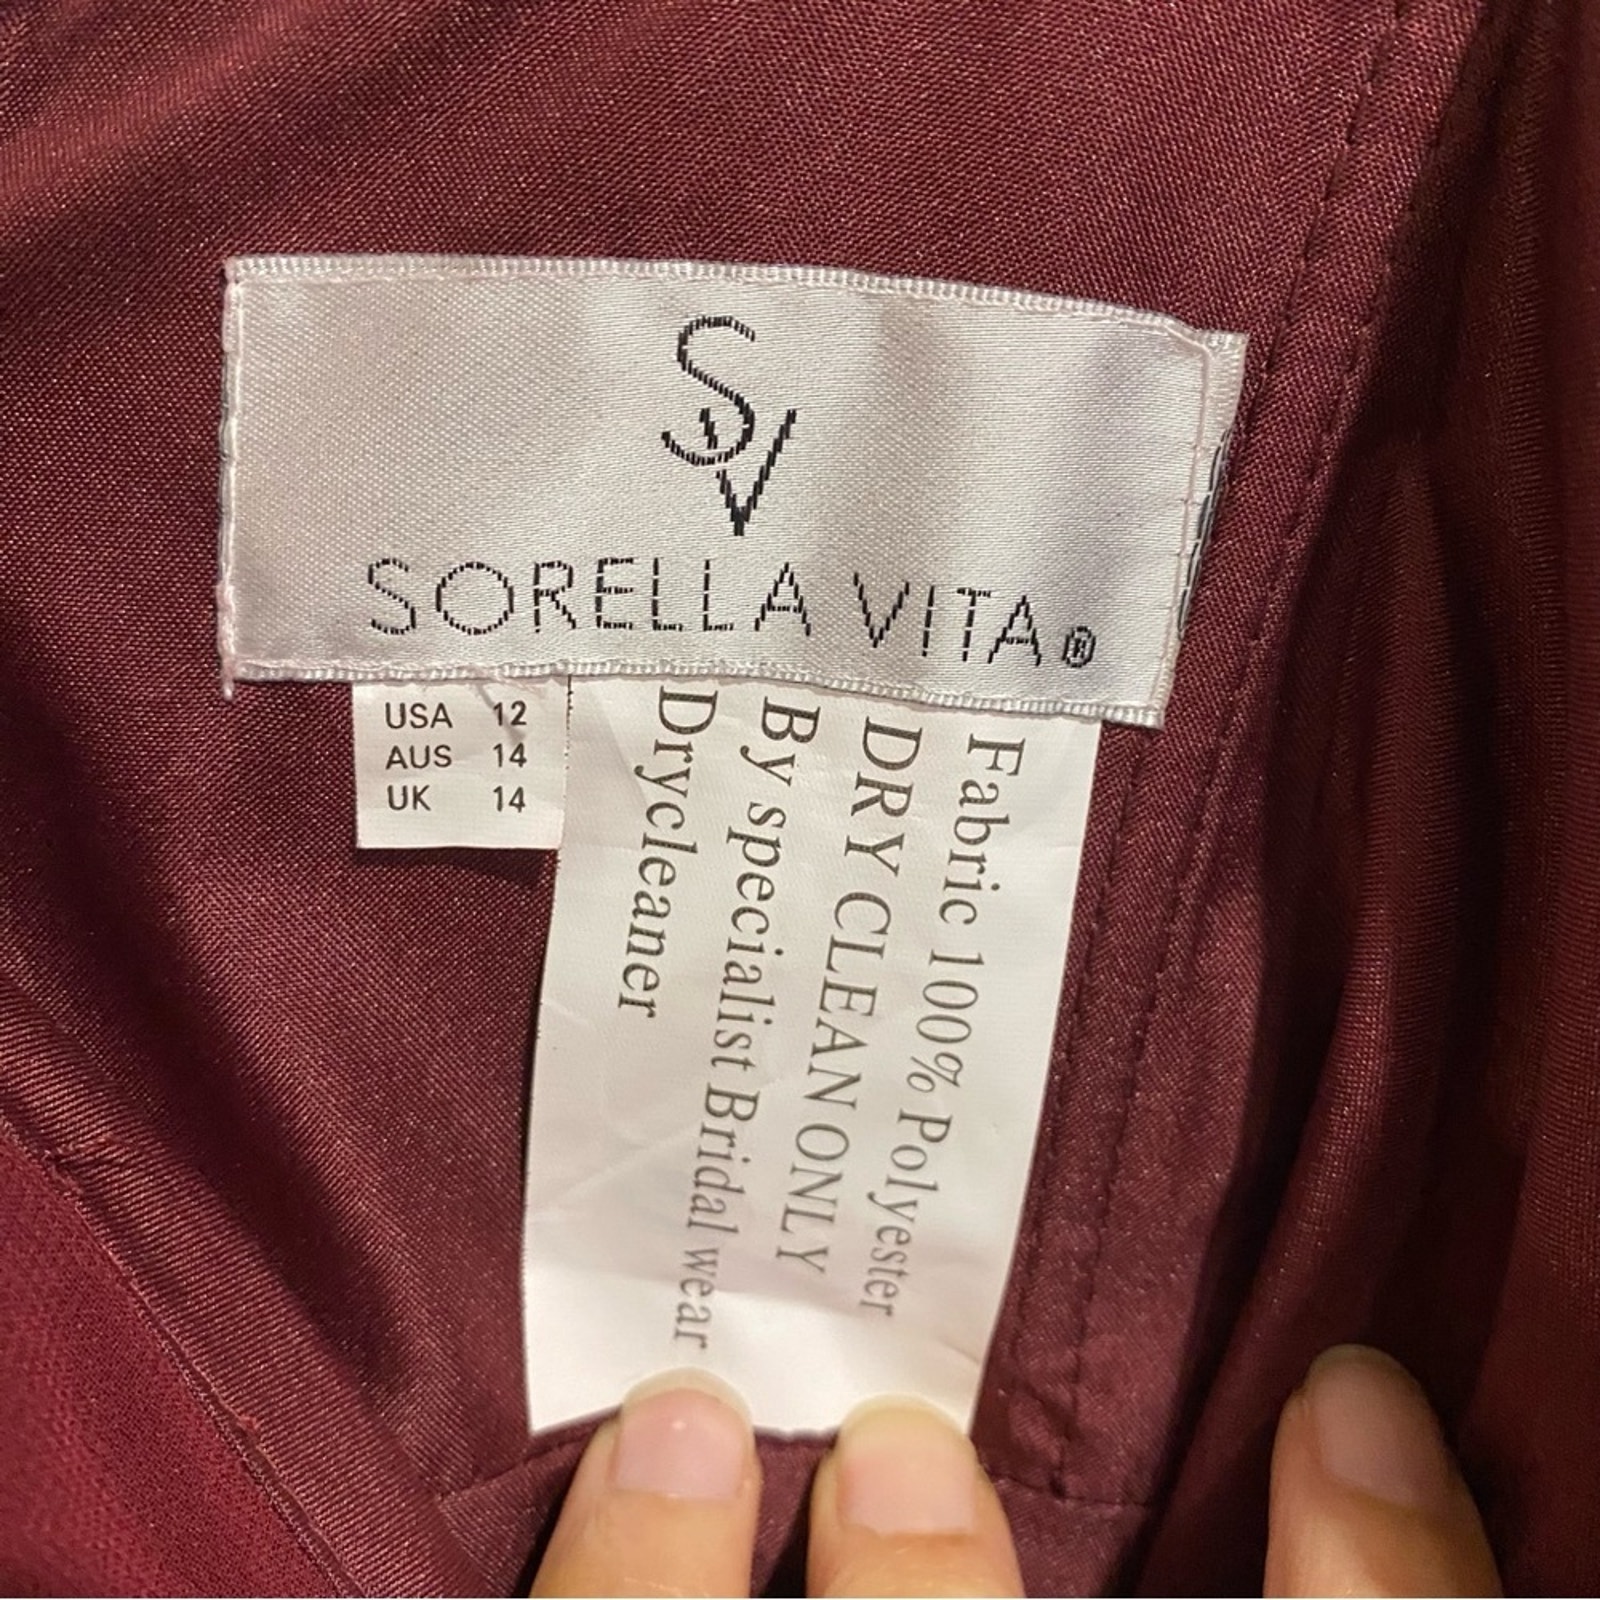 SV
SORELLA VITA®
USA 12
AUS 14
UK 14
Fabric 100% Polyester
DRY CLEAN ONLY
By specialist Bridal wear
Drycleaner